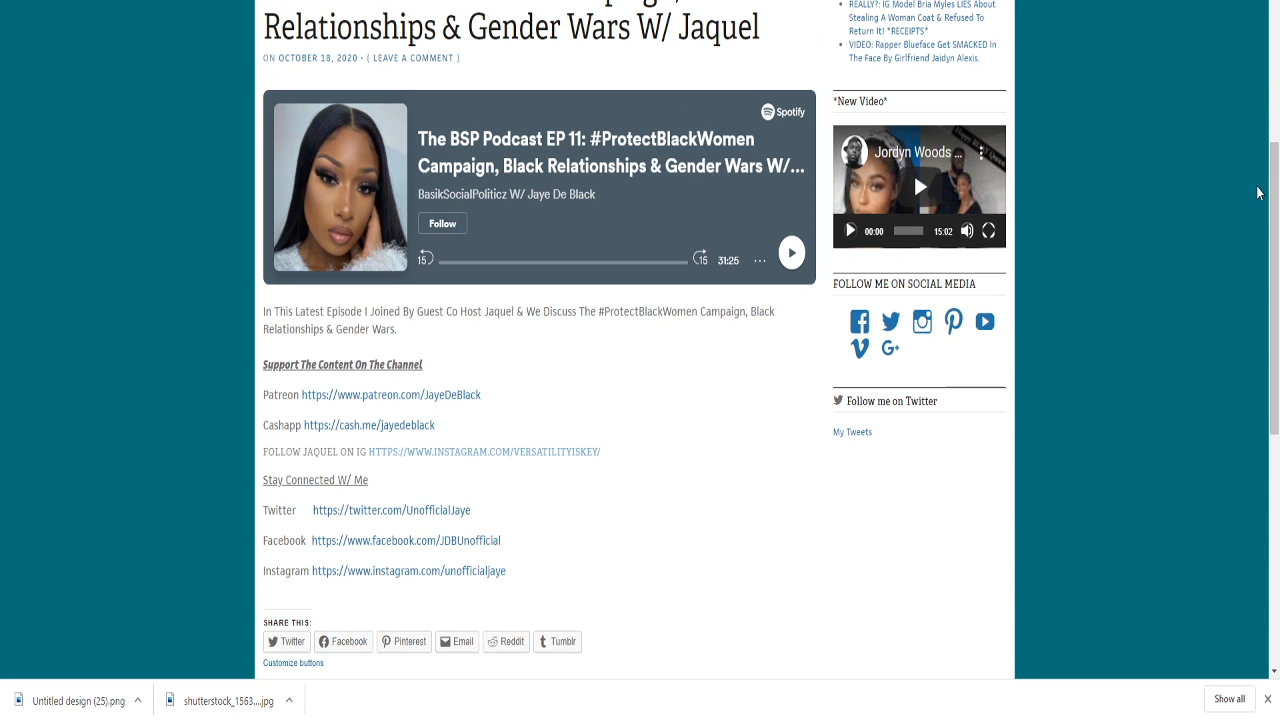 Relationships & Gender Wars W/ Jaquel
ON OCTOBER 18, 2020 • ( LEAVE A COMMENT )
Spotify
The BSP Podcast EP 11: #ProtectBlackWomen
Campaign, Black Relationships & Gender Wars W/...
BasikSocialPoliticz W/ Jaye De Black
Follow
15
15
31:25
...
In This Latest Episode I Joined By Guest Co Host Jaquel & We Discuss The #ProtectBlackWomen Campaign, Black
Relationships & Gender Wars.
Support The Content On The Channel
Patreon https://www.patreon.com/JayeDeBlack
Cashapp https://cash.me/jayedeblack
FOLLOW JAQUEL ON IG HTTPS://WWW.INSTAGRAM.COM/VERSATILITYISKEY/
Stay Connected W/ Me
Twitter https://twitter.com/UnofficialJaye
Facebook https://www.facebook.com/JDBUnofficial
Instagram https://www.instagram.com/unofficialjaye
SHARE THIS:
Twitter Facebook Pinterest Email Reddit Tumblr
Customize buttons
REALLY?: IG Model Bria Myles LIES About
Stealing A Woman Coat & Refused To
Return It! *RECEIPTS*
VIDEO: Rapper Blueface Get SMACKED In
The Face By Girlfriend Jaidyn Alexis.
*New Video*
Jordyn Woods ...
00:00 15:02
FOLLOW ME ON SOCIAL MEDIA
Follow me on Twitter
My Tweets
Untitled design (25).png
shutterstock_1563....jpg
Show all